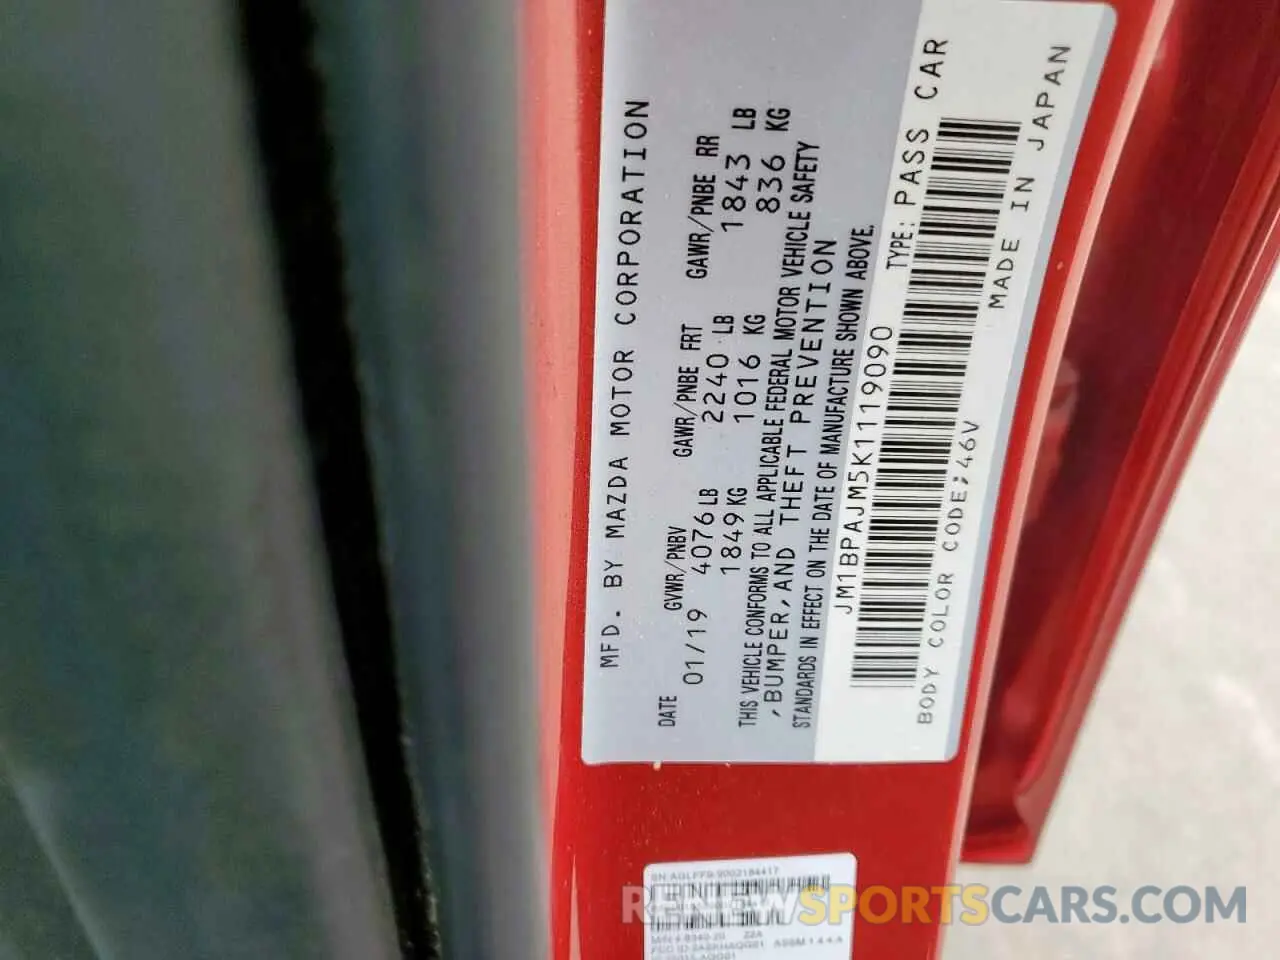 MFD. BY MAZDA MOTOR CORPORATION
DATE GVWR/PNBV GAWR/PNBE FRT GAWR/PNBE RR
01/19 4076 LB 2240 LB 1843 LB
1849 KG 1016 KG 836 KG
THIS VEHICLE CONFORMS TO ALL APPLICABLE FEDERAL MOTOR VEHICLE SAFETY
, BUMPER, AND THEFT PREVENTION
STANDARDS IN EFFECT ON THE DATE OF MANUFACTURE SHOWN ABOVE.
JM1BPAJM5K1119090 TYPE: PASS CAR
BODY COLOR CODE: 46V MADE IN JAPAN
RENEWSPORTSCARS.COM